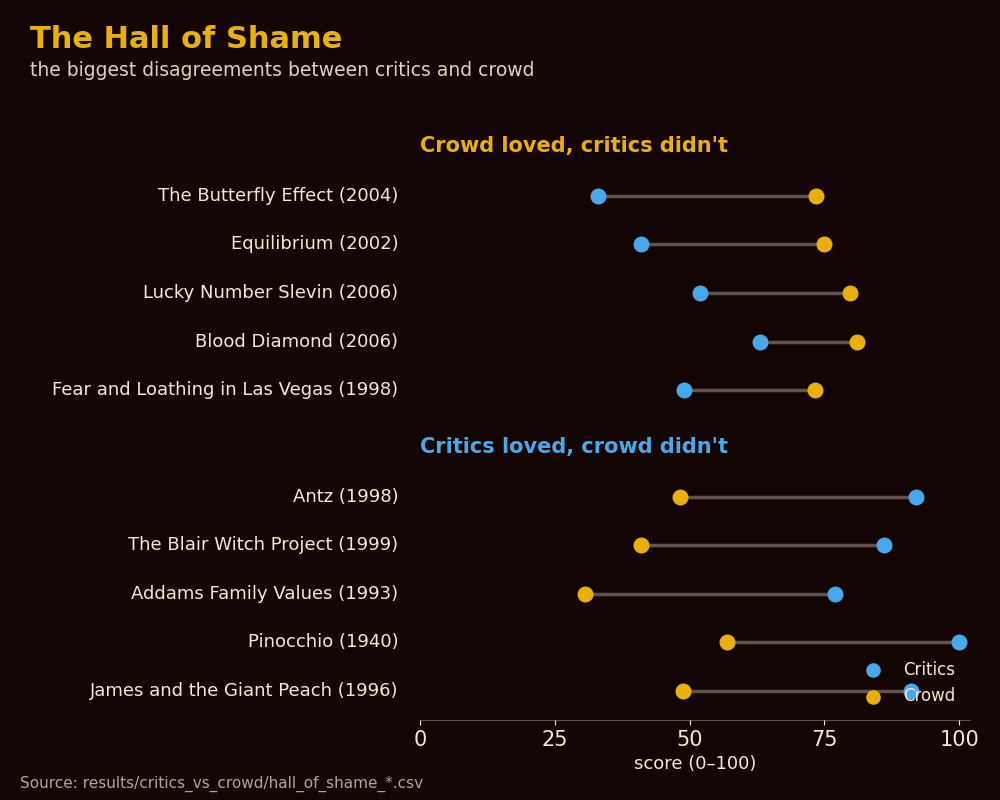 The Hall of Shame
the biggest disagreements between critics and crowd
Crowd loved, critics didn't
The Butterfly Effect (2004)
Equilibrium (2002)
Lucky Number Slevin (2006)
Blood Diamond (2006)
Fear and Loathing in Las Vegas (1998)
Critics loved, crowd didn't
Antz (1998)
The Blair Witch Project (1999)
Addams Family Values (1993)
Pinocchio (1940)
James and the Giant Peach (1996)
Critics
Crowd
0 25 50 75 100
score (0–100)
Source: results/critics_vs_crowd/hall_of_shame_*.csv